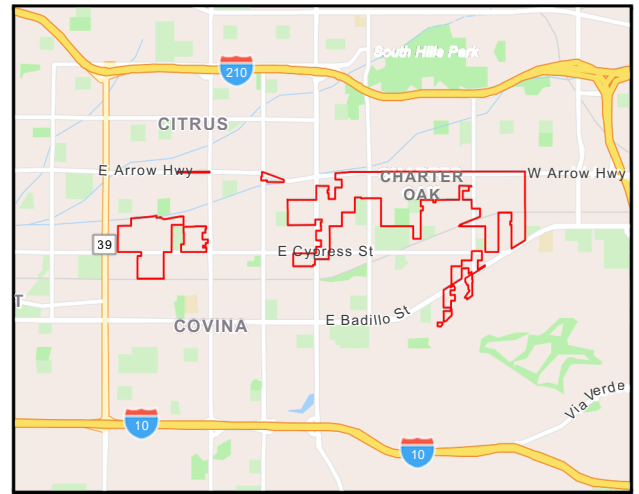 South Hills Park
210
CITRUS
E Arrow Hwy
CHARTER
OAK
W Arrow Hwy
39
E Cypress St
T
COVINA
E Badillo St
Via Verde
10
10